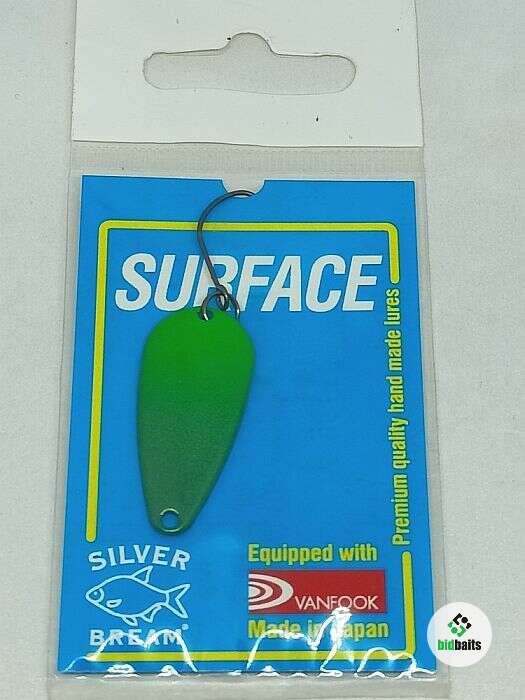 SURFACE
Premium quality hand made lures
SILVER
BREAM®
Equipped with
VANFOOK
Made in Japan
bidbaits